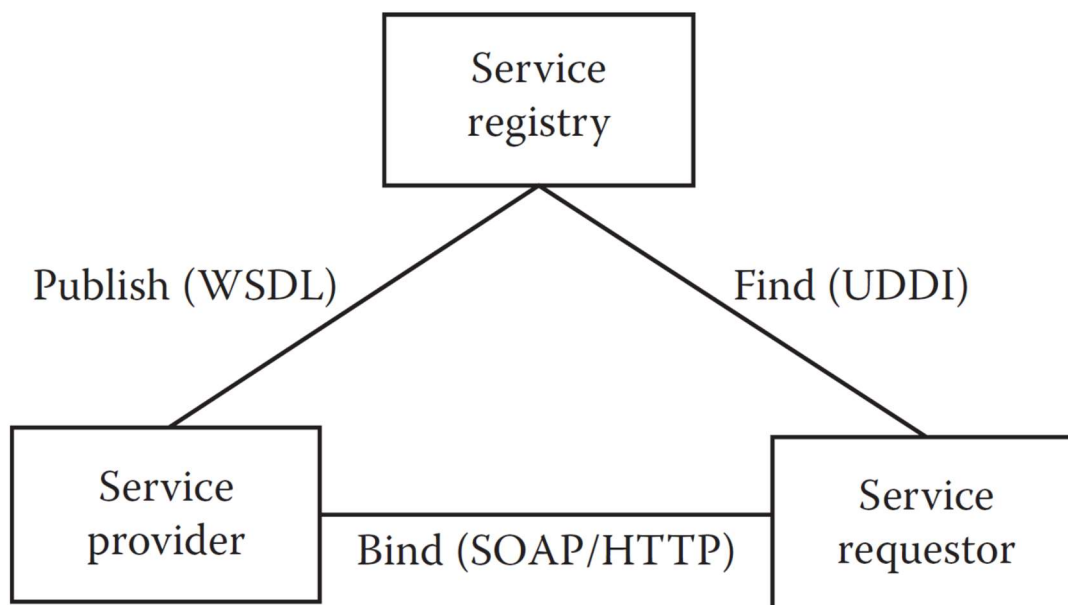 Service
registry
Publish (WSDL)
Find (UDDI)
Service
provider
Bind (SOAP/HTTP)
Service
requestor